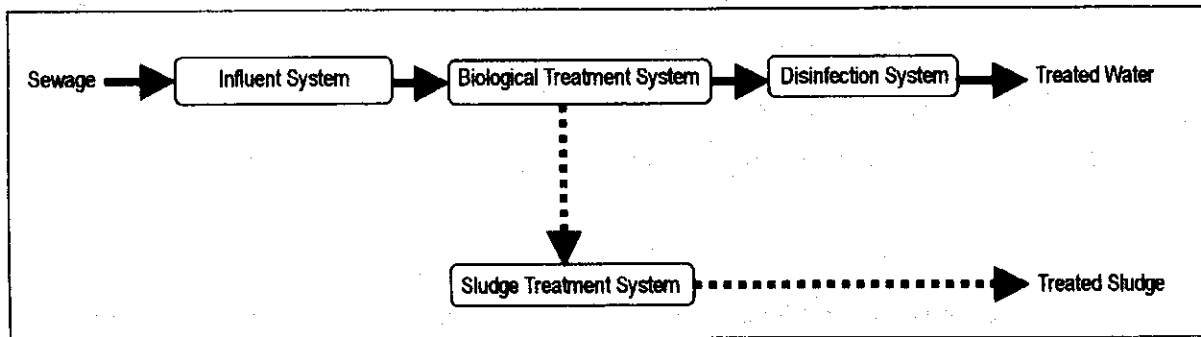 Sewage
Influent System
Biological Treatment System
Disinfection System
Treated Water
Sludge Treatment System
Treated Sludge